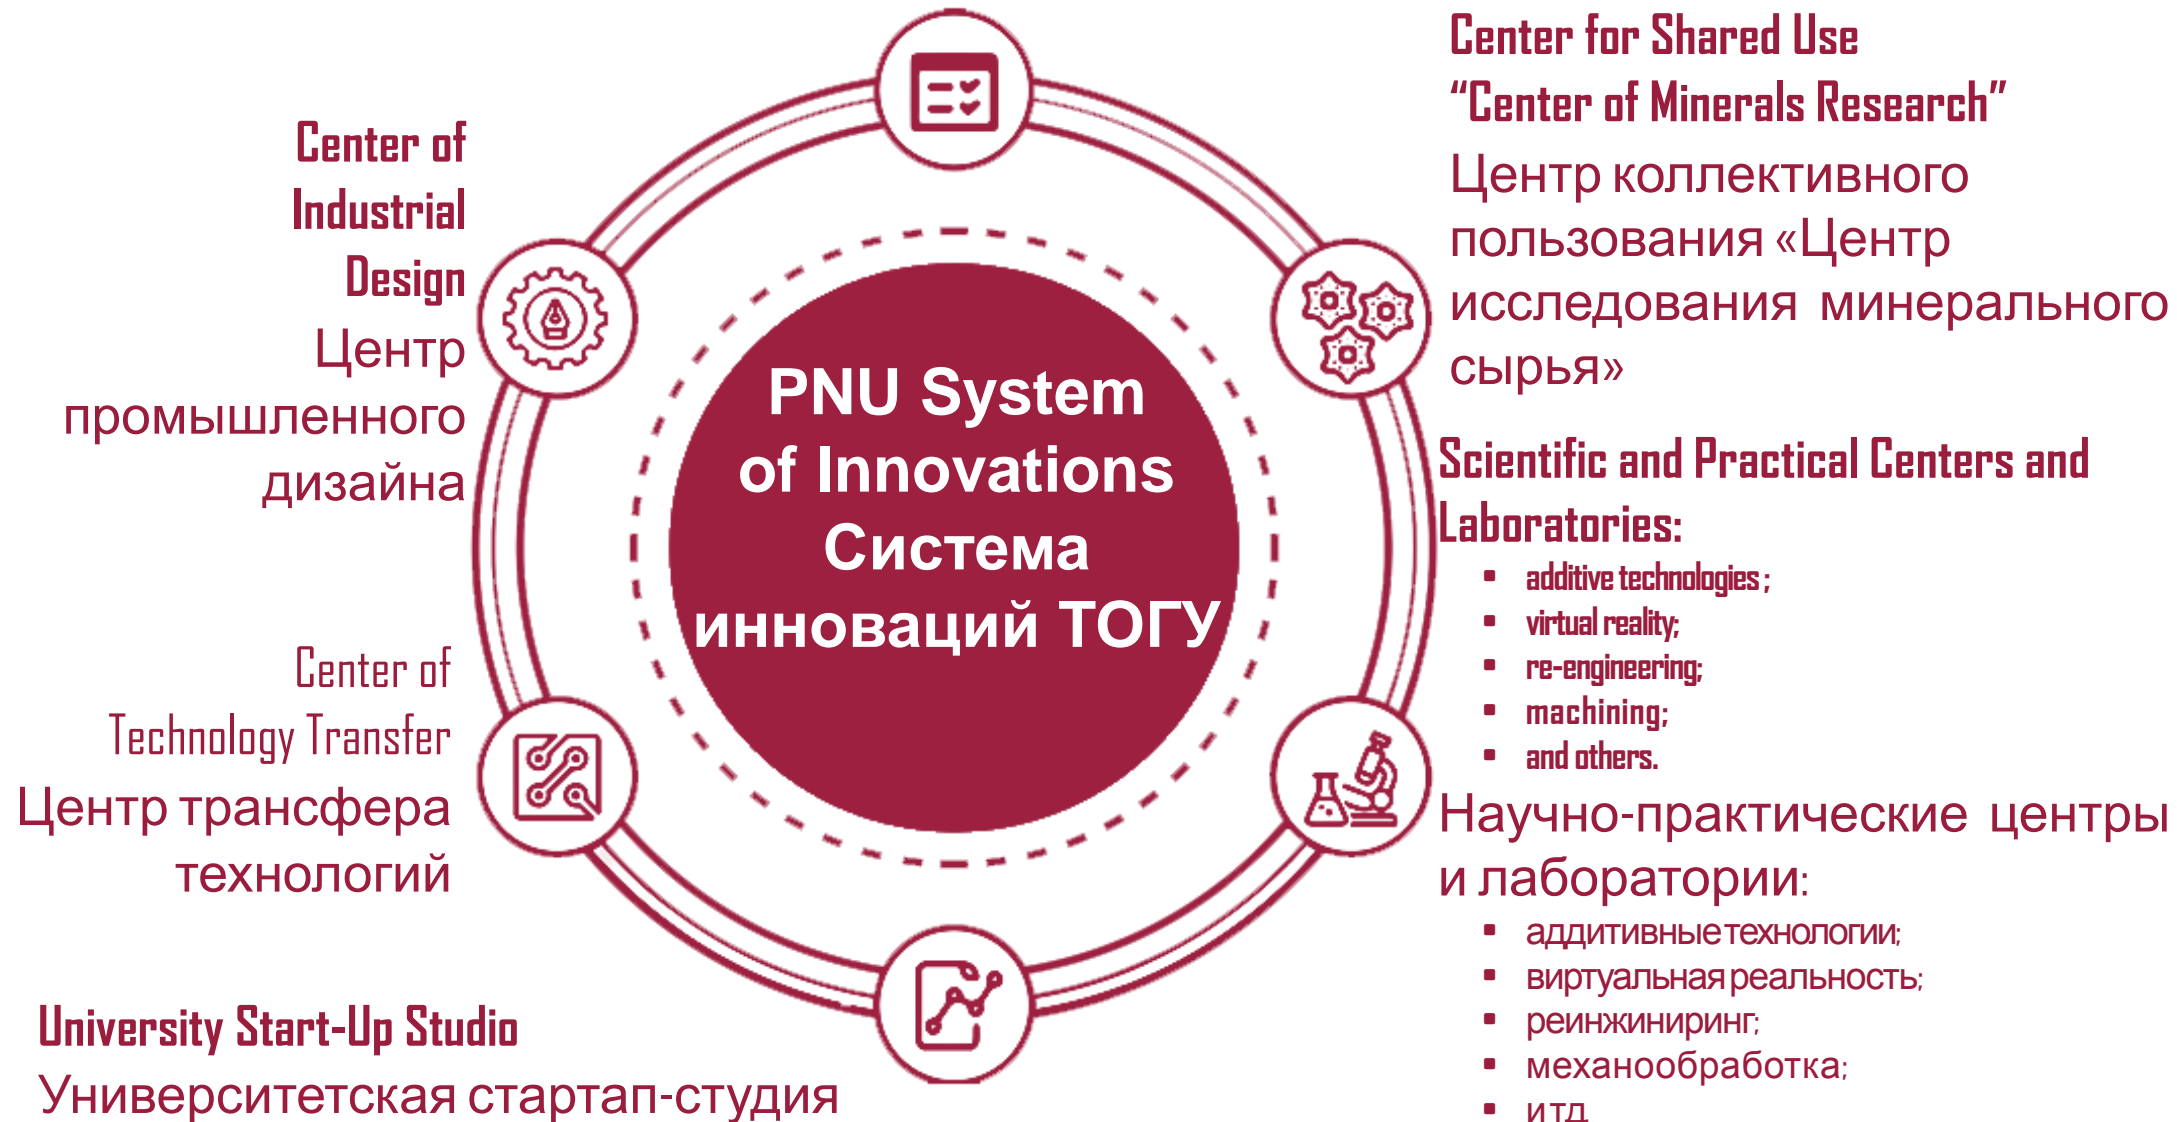 Center of
Industrial
Design
Центр
промышленного
дизайна
Center of
Technology Transfer
Центр трансфера
технологий
University Start-Up Studio
Университетская стартап-студия
PNU System
of Innovations
Система
инноваций ТОГУ
Center for Shared Use
“Center of Minerals Research”
Центр коллективного
пользования «Центр
исследования минерального
сырья»
Scientific and Practical Centers and
Laboratories:
▪ additive technologies ;
▪ virtual reality;
▪ re-engineering;
▪ machining;
▪ and others.
Научно-практические центры
и лаборатории:
▪ аддитивные технологии;
▪ виртуальная реальность;
▪ реинжиниринг;
▪ механообработка;
▪ и тд